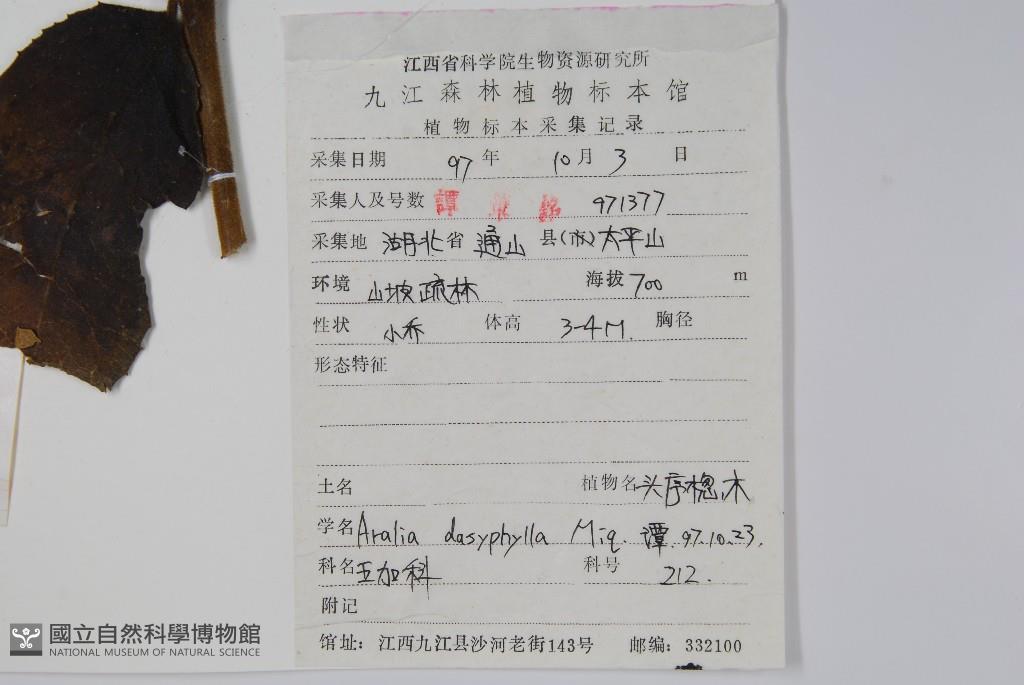 江西省科学院生物资源研究所
九江森林植物标本馆
植物标本采集记录
采集日期 97 年 10 月 3 日
采集人及号数 譚 策 銘 971377
采集地 湖北省 通山 县(市)太平山
环境 山坡疏林 海拔 700 m
性状 小乔 体高 3-4M. 胸径
形态特征
土名 植物名 头序楤木
学名 Aralia dasyphylla Miq. 谭.97.10.23.
科名 五加科 科号 212.
附记
馆址：江西九江县沙河老街143号 邮编：332100
國立自然科學博物館
NATIONAL MUSEUM OF NATURAL SCIENCE